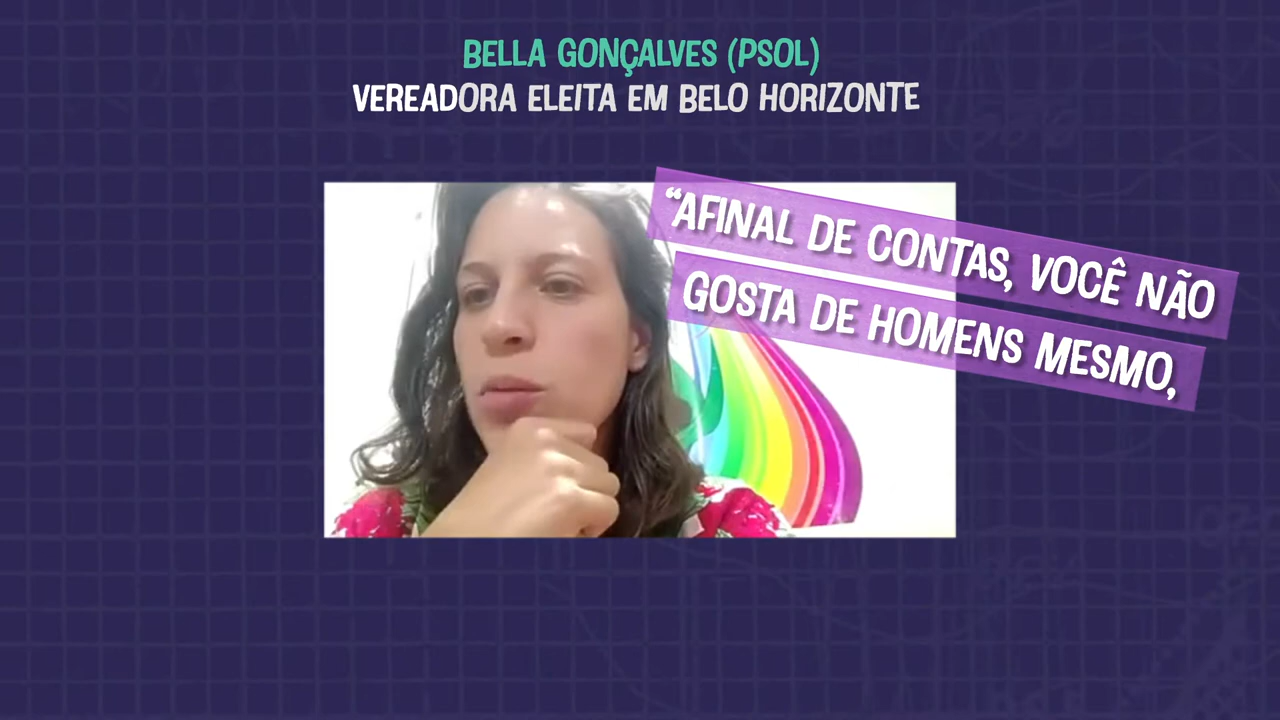 BELLA GONÇALVES (PSOL)
VEREADORA ELEITA EM BELO HORIZONTE
“AFINAL DE CONTAS, VOCÊ NÃO
GOSTA DE HOMENS MESMO,